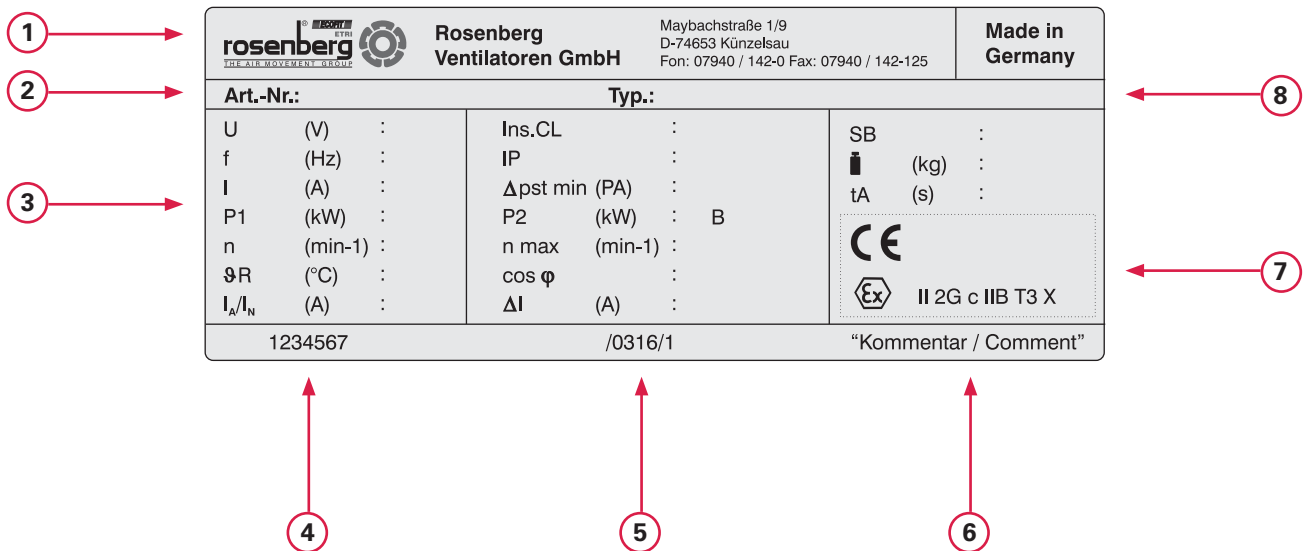 1
® ECOFIT
ETRI
rosenberg
THE AIR MOVEMENT GROUP
Rosenberg
Ventilatoren GmbH
Maybachstraße 1/9
D-74653 Künzelsau
Fon: 07940 / 142-0 Fax: 07940 / 142-125
Made in
Germany
2
Art.-Nr.: Typ.:
8
U (V) :
f (Hz) :
I (A) :
P1 (kW) :
n (min-1) :
ϑR (°C) :
IA/IN (A) :
3
Ins.CL :
IP :
Δpst min (PA) :
P2 (kW) : B
n max (min-1) :
cos φ :
ΔI (A) :
SB :
(kg) :
tA (s) :
CE
Ex II 2G c IIB T3 X
7
1234567 /0316/1 “Kommentar / Comment”
4 5 6